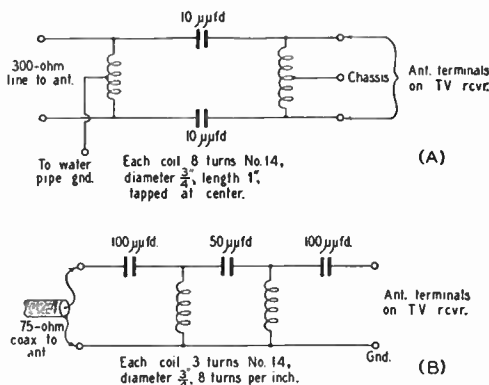 10 μμfd
300-ohm
line to ant.
Chassis
Ant. terminals
on TV rcvr.
10 μμfd
To water
pipe gnd.
Each coil 8 turns No. 14,
diameter 3/4", length 1",
tapped at center.
(A)
100 μμfd.
50 μμfd
100 μμfd.
75-ohm
coax to
ant
Ant. terminals
on TV rcvr.
Gnd.
Each coil 3 turns No. 14,
diameter 3/4", 8 turns per inch.
(B)